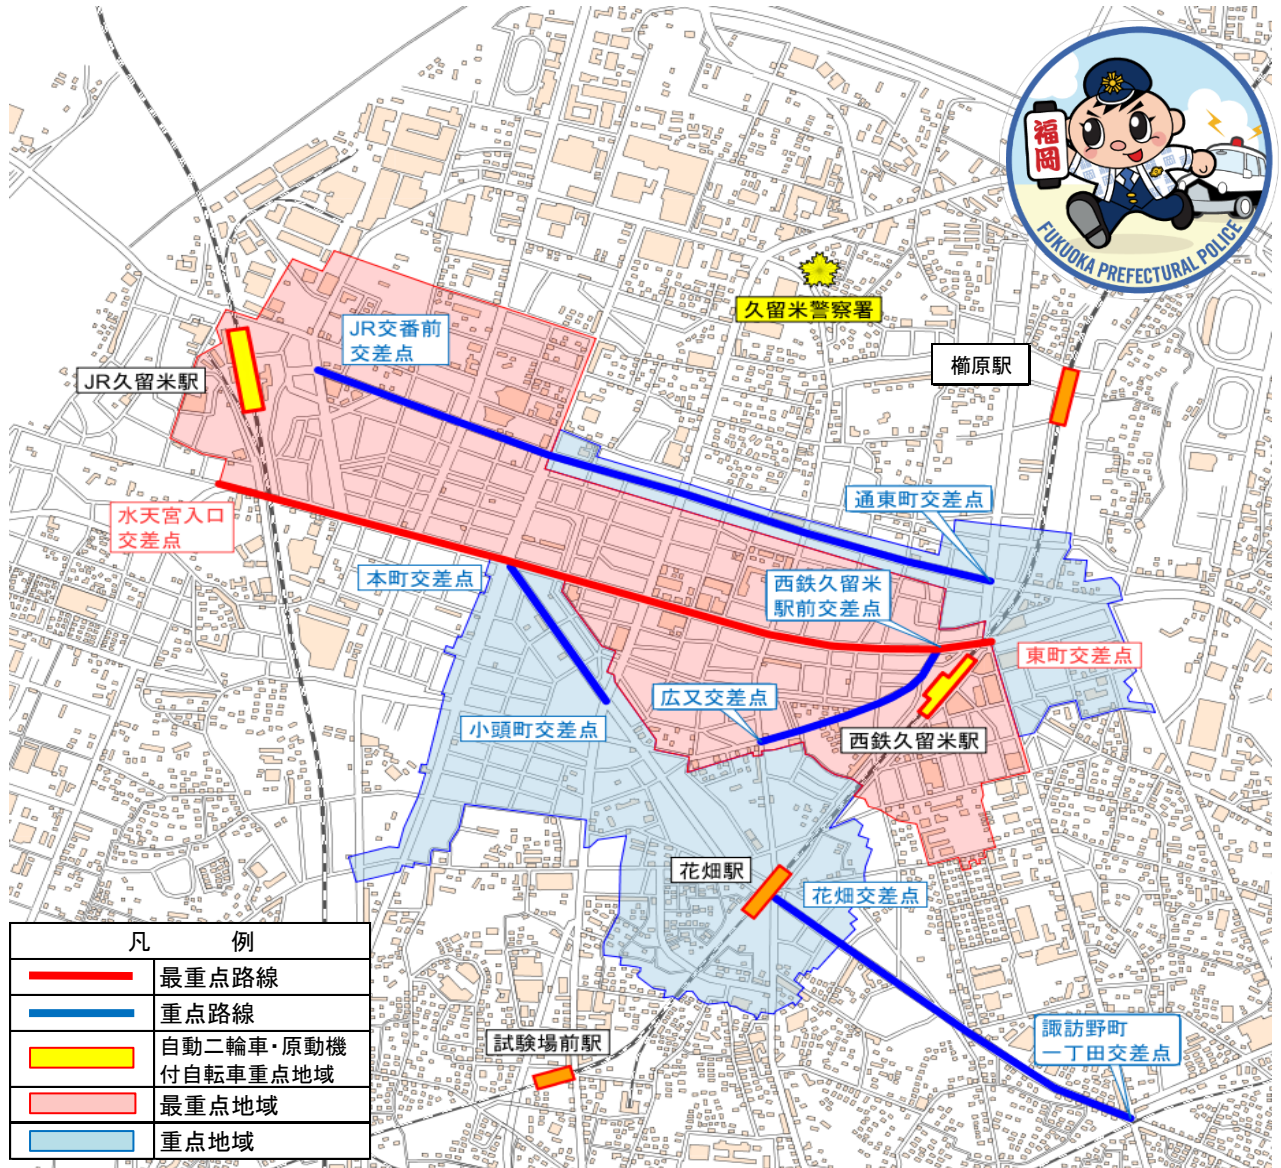 福岡
FUKUOKA PREFECTURAL POLICE
久留米警察署
JR交番前
交差点
櫛原駅
JR久留米駅
通東町交差点
水天宮入口
交差点
本町交差点
西鉄久留米
駅前交差点
東町交差点
広又交差点
小頭町交差点
西鉄久留米駅
花畑駅
花畑交差点
諏訪野町
一丁田交差点
試験場前駅
凡 例
最重点路線
重点路線
自動二輪車・原動機
付自転車重点地域
最重点地域
重点地域